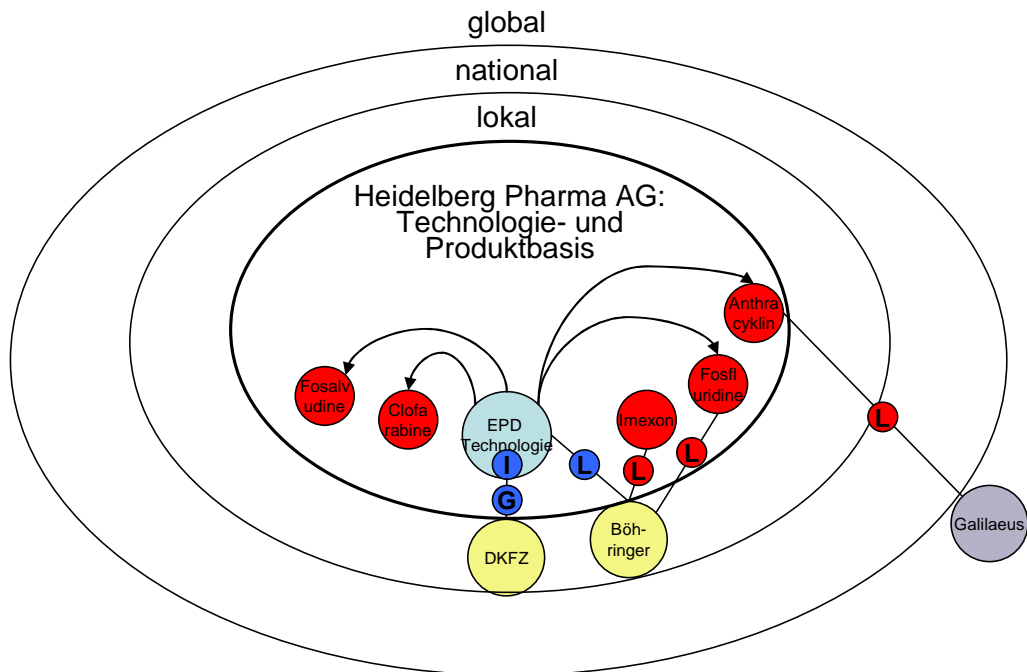 global
national
lokal
Heidelberg Pharma AG:
Technologie- und
Produktbasis
Anthra
cyklin
Fosalv
udine
Clofa
rabine
Fosfl
uridine
Imexon
EPD
Technologie
I
L
L
L
L
G
DKFZ
Böh-
ringer
Galilaeus